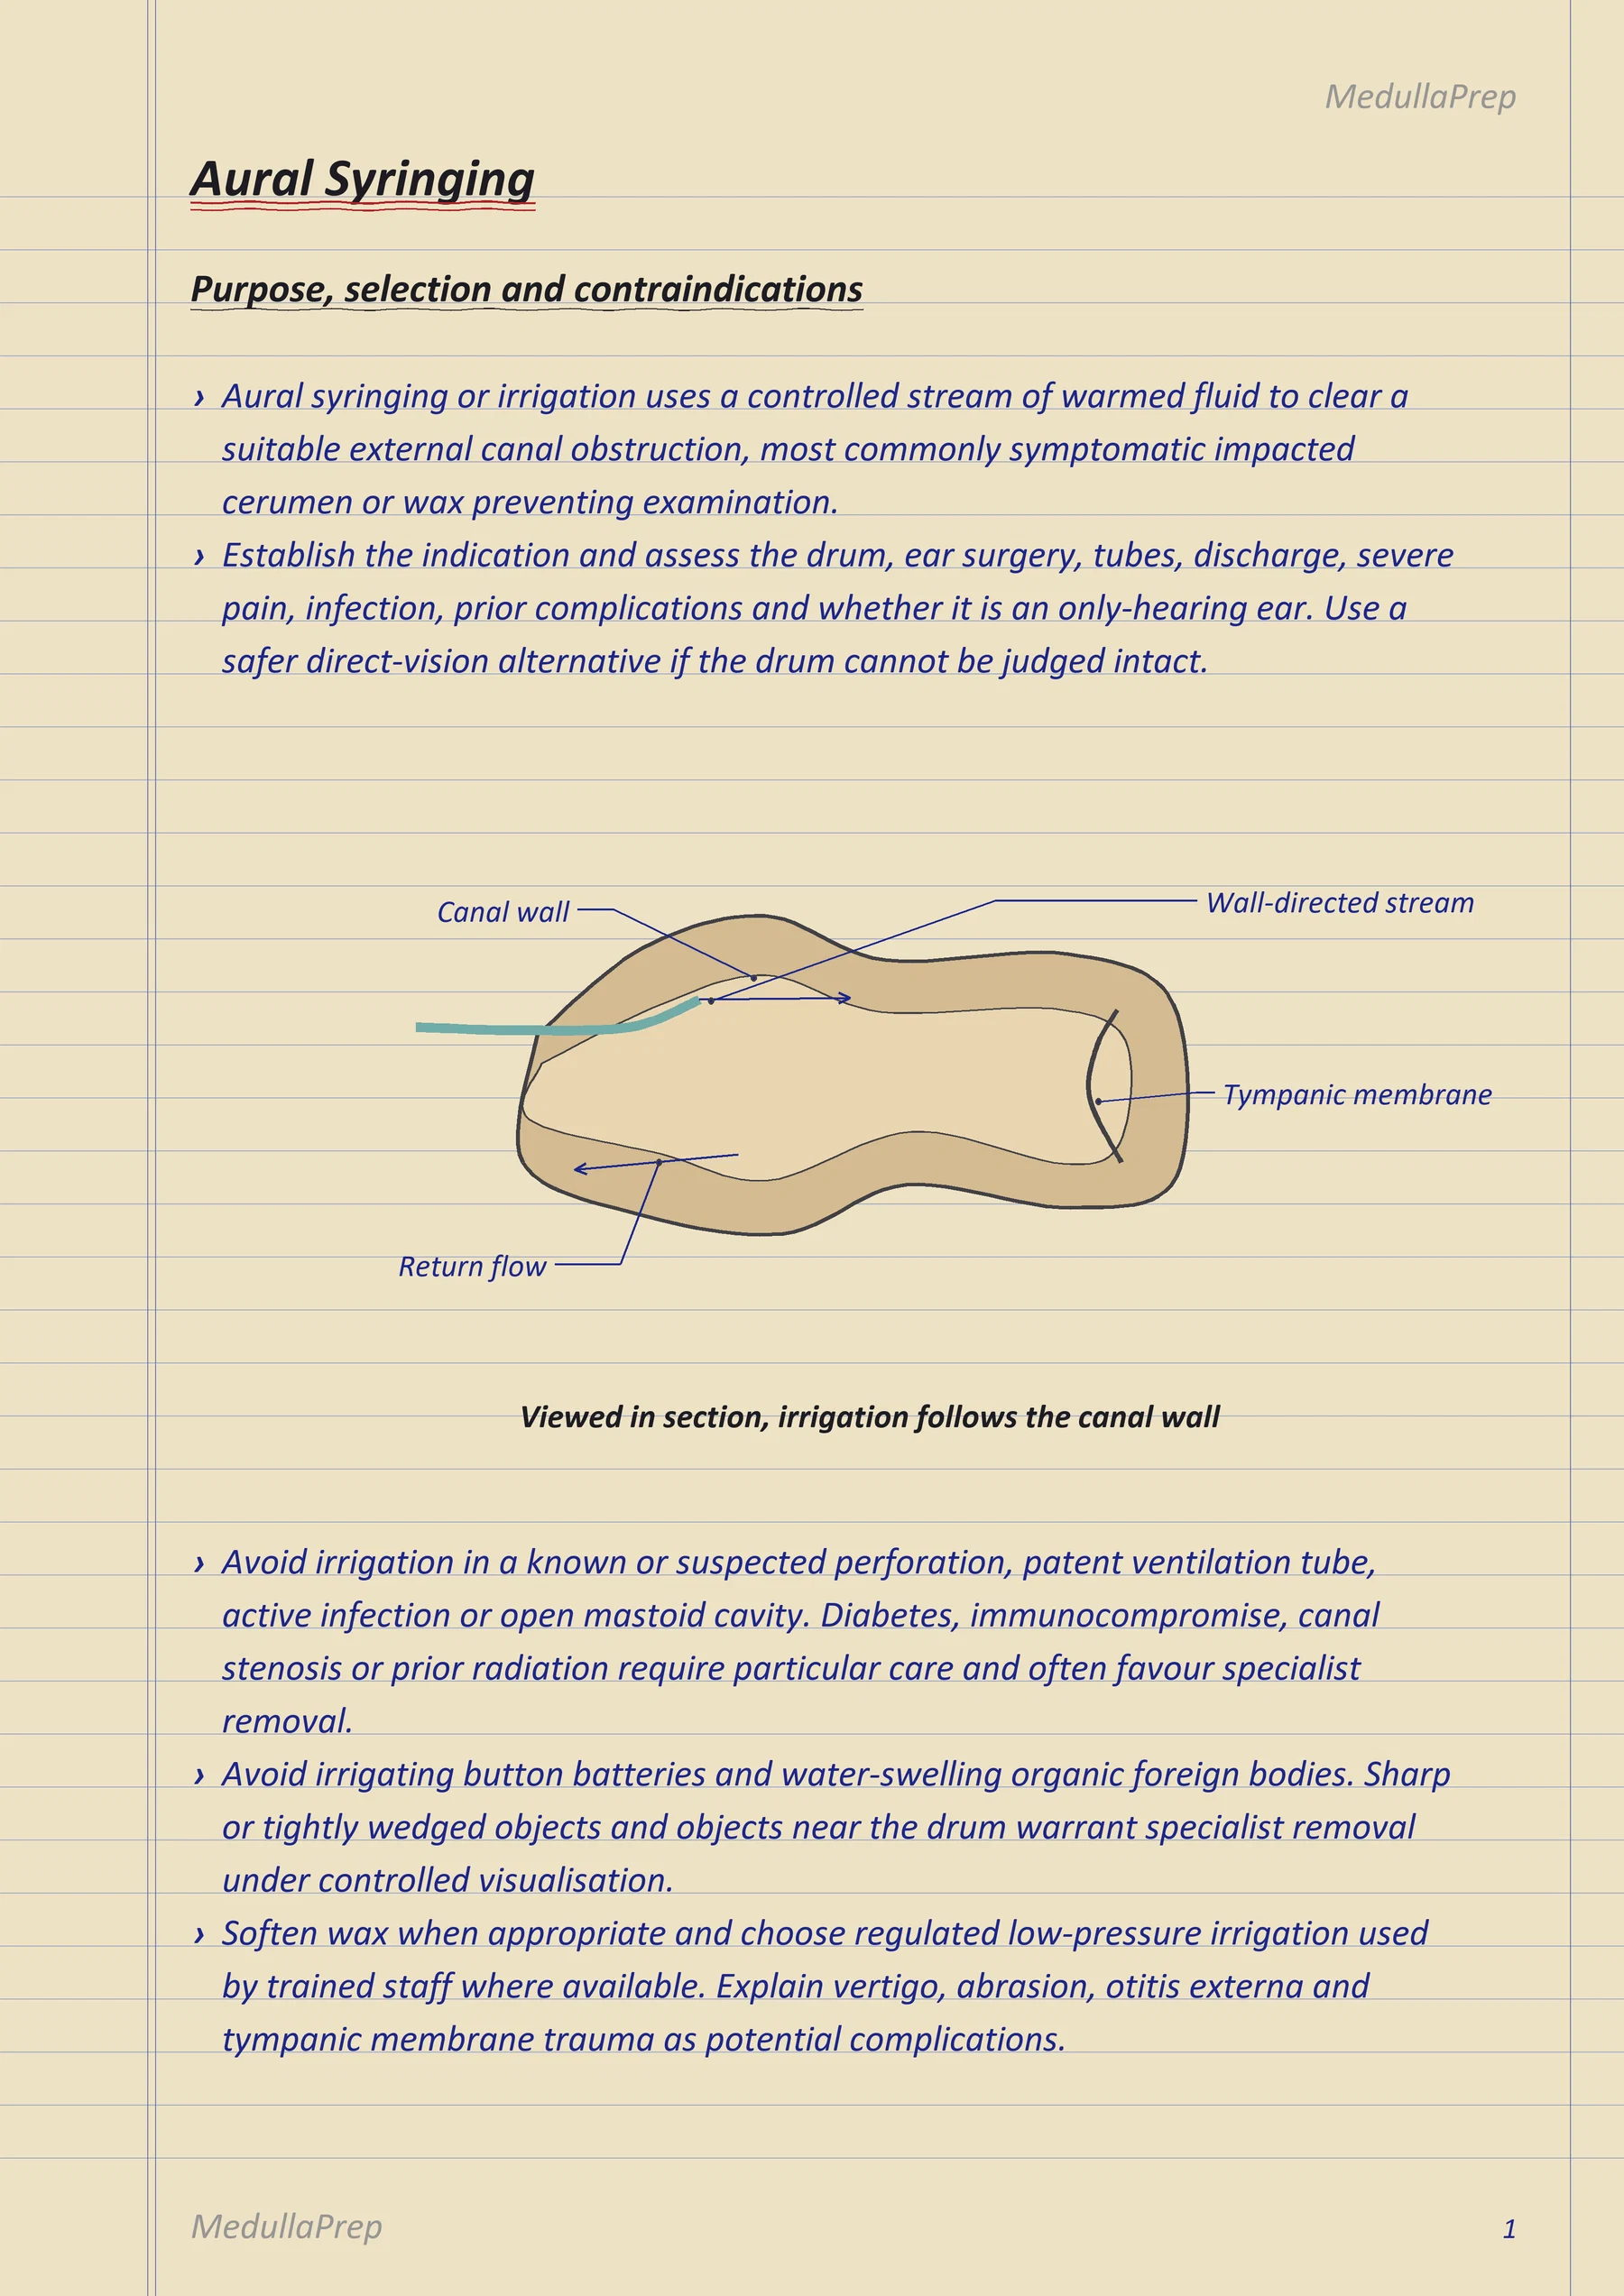 MedullaPrep
Aural Syringing
Purpose, selection and contraindications
› Aural syringing or irrigation uses a controlled stream of warmed fluid to clear a
suitable external canal obstruction, most commonly symptomatic impacted
cerumen or wax preventing examination.
› Establish the indication and assess the drum, ear surgery, tubes, discharge, severe
pain, infection, prior complications and whether it is an only-hearing ear. Use a
safer direct-vision alternative if the drum cannot be judged intact.
Canal wall
Wall-directed stream
Tympanic membrane
Return flow
Viewed in section, irrigation follows the canal wall
› Avoid irrigation in a known or suspected perforation, patent ventilation tube,
active infection or open mastoid cavity. Diabetes, immunocompromise, canal
stenosis or prior radiation require particular care and often favour specialist
removal.
› Avoid irrigating button batteries and water-swelling organic foreign bodies. Sharp
or tightly wedged objects and objects near the drum warrant specialist removal
under controlled visualisation.
› Soften wax when appropriate and choose regulated low-pressure irrigation used
by trained staff where available. Explain vertigo, abrasion, otitis externa and
tympanic membrane trauma as potential complications.
MedullaPrep
1